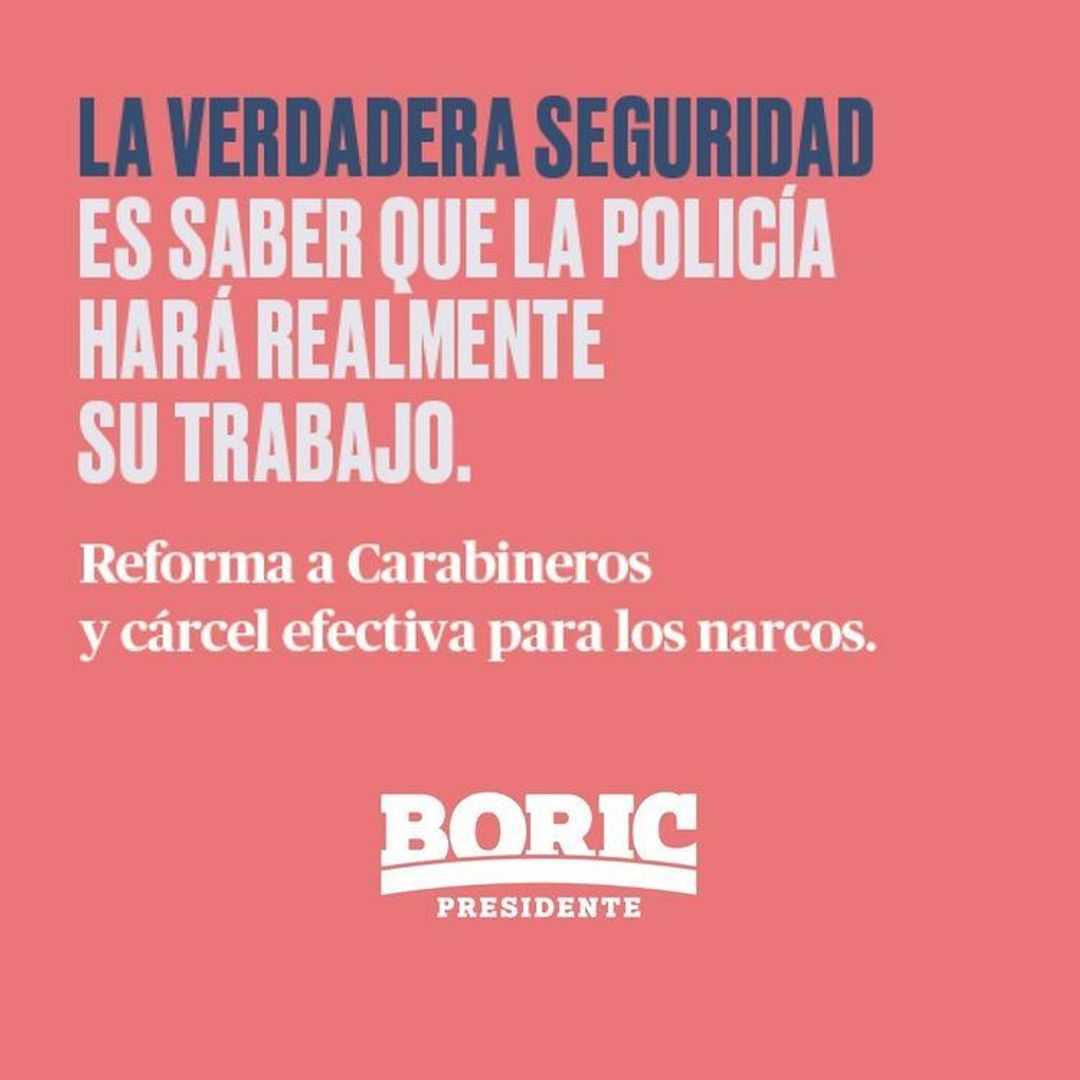 LA VERDADERA SEGURIDAD
ES SABER QUE LA POLICÍA
HARÁ REALMENTE
SU TRABAJO.
Reforma a Carabineros
y cárcel efectiva para los narcos.
BORIC
PRESIDENTE